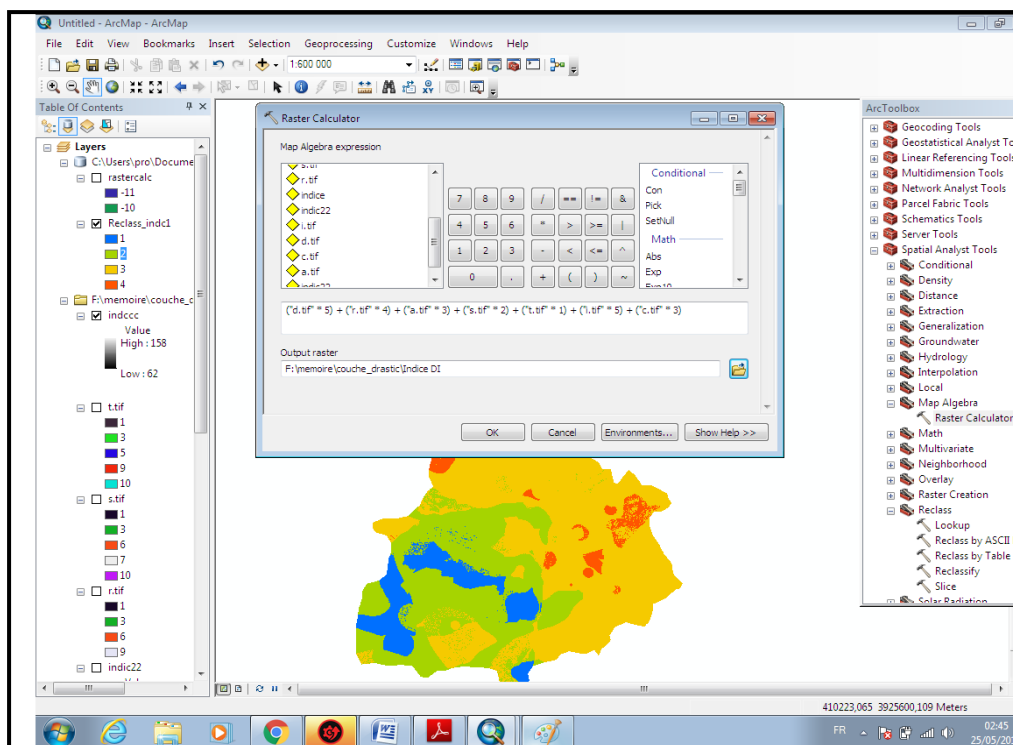 Untitled - ArcMap - ArcMap
File Edit View Bookmarks Insert Selection Geoprocessing Customize Windows Help
1:600 000
Table Of Contents
Layers
C:\Users\pro\Docume
rastercalc
-11
-10
Reclass_indc1
1
2
3
4
F:\memoire\couche_c
indccc
Value
High : 158
Low : 62
t.tif
1
3
5
9
10
s.tif
1
3
6
7
10
r.tif
1
3
6
9
indic22
Raster Calculator
Map Algebra expression
s.tif
r.tif
indice
indic22
i.tif
d.tif
c.tif
a.tif
indic22
7 8 9 / == != &
4 5 6 * > >= |
1 2 3 - < <= ^
0 . + ( ) ~
Conditional
Con
Pick
SetNull
Math
Abs
Exp
Exp10
("d.tif" * 5) + ("r.tif" * 4) + ("a.tif" * 3) + ("s.tif" * 2) + ("t.tif" * 1) + ("i.tif" * 5) + ("c.tif" * 3)
Output raster
F:\memoire\couche_drastic\Indice DI
OK Cancel Environments... Show Help >>
ArcToolbox
Geocoding Tools
Geostatistical Analyst To
Linear Referencing Tools
Multidimension Tools
Network Analyst Tools
Parcel Fabric Tools
Schematics Tools
Server Tools
Spatial Analyst Tools
Conditional
Density
Distance
Extraction
Generalization
Groundwater
Hydrology
Interpolation
Local
Map Algebra
Raster Calculator
Math
Multivariate
Neighborhood
Overlay
Raster Creation
Reclass
Lookup
Reclass by ASCII
Reclass by Table
Reclassify
Slice
Solar Radiation
410223,065 3925600,109 Meters
FR
02:45
25/05/20